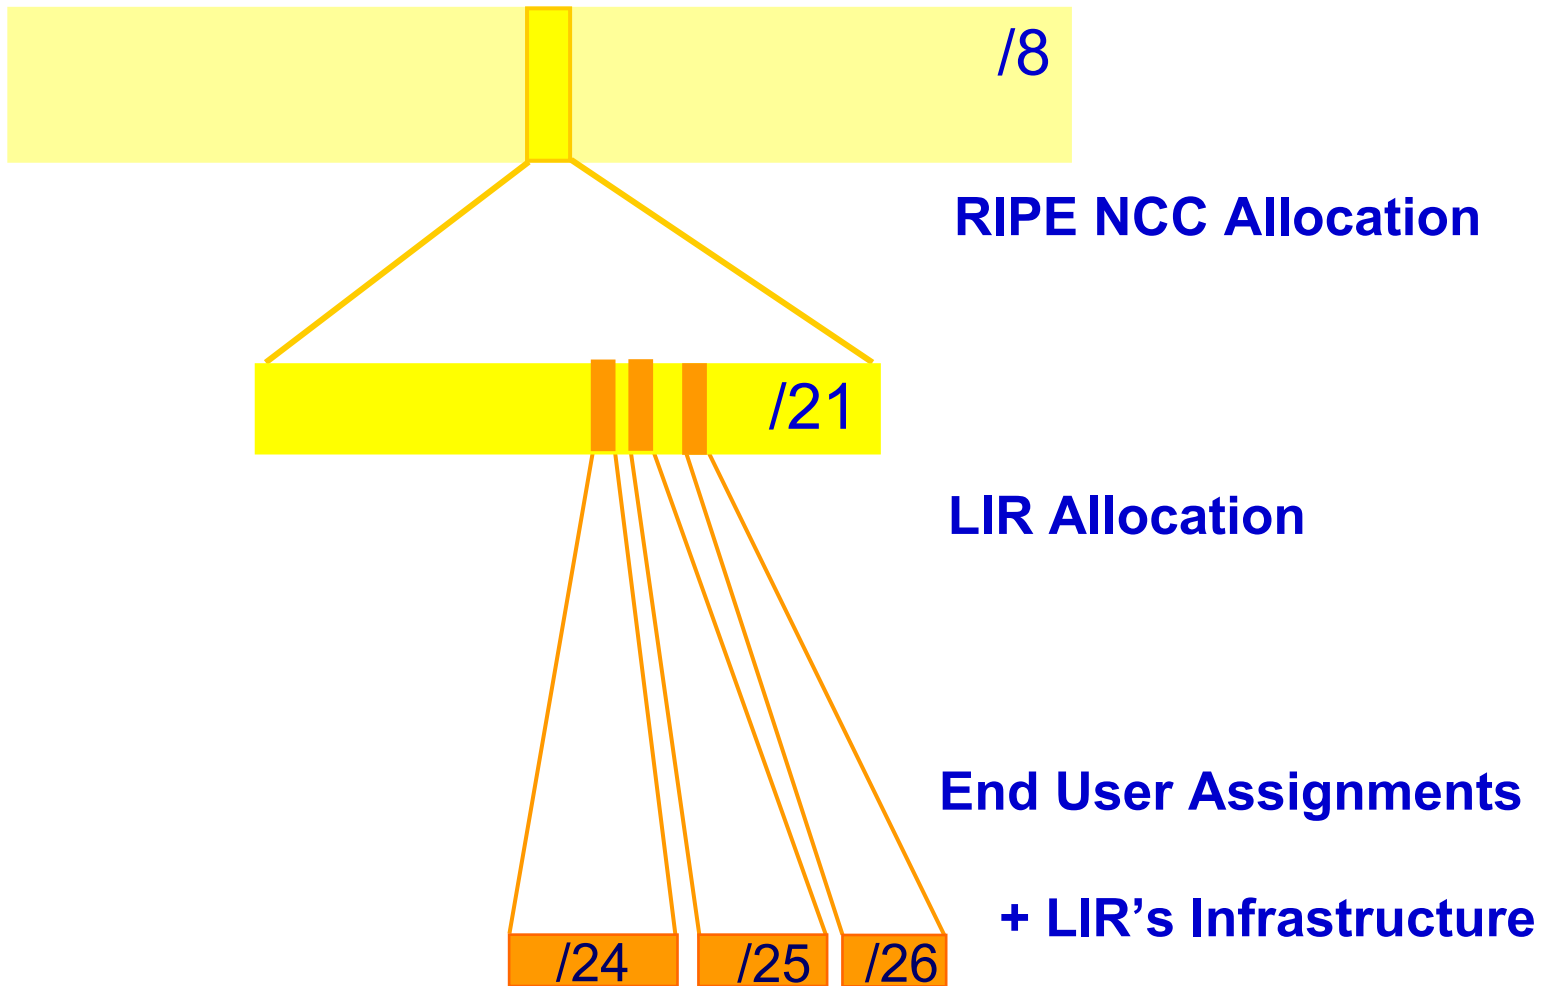 /8
RIPE NCC Allocation
/21
LIR Allocation
End User Assignments
+ LIR’s Infrastructure
/24
/25
/26